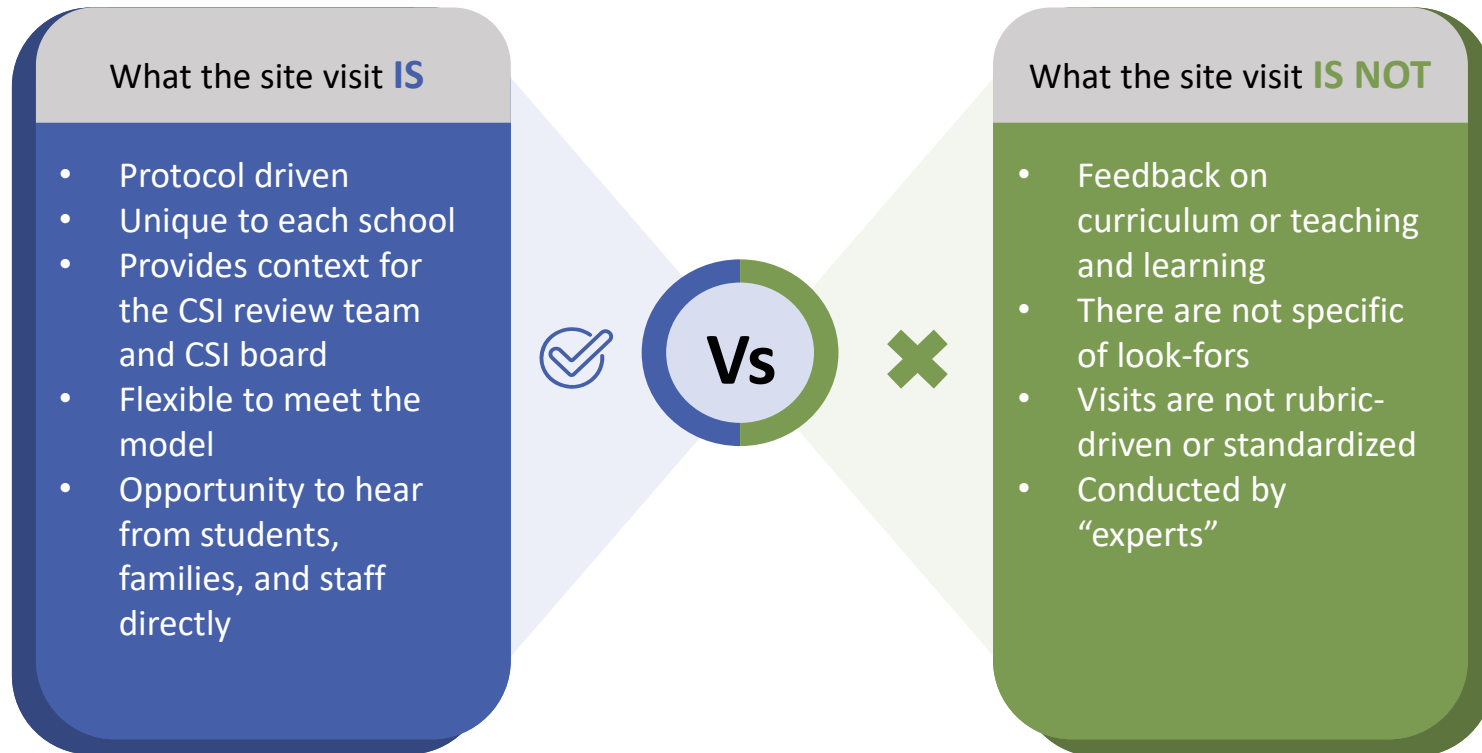 What the site visit IS
• Protocol driven
• Unique to each school
• Provides context for
the CSI review team
and CSI board
• Flexible to meet the
model
• Opportunity to hear
from students,
families, and staff
directly
Vs
What the site visit IS NOT
• Feedback on
curriculum or teaching
and learning
• There are not specific
of look-fors
• Visits are not rubric-
driven or standardized
• Conducted by
“experts”